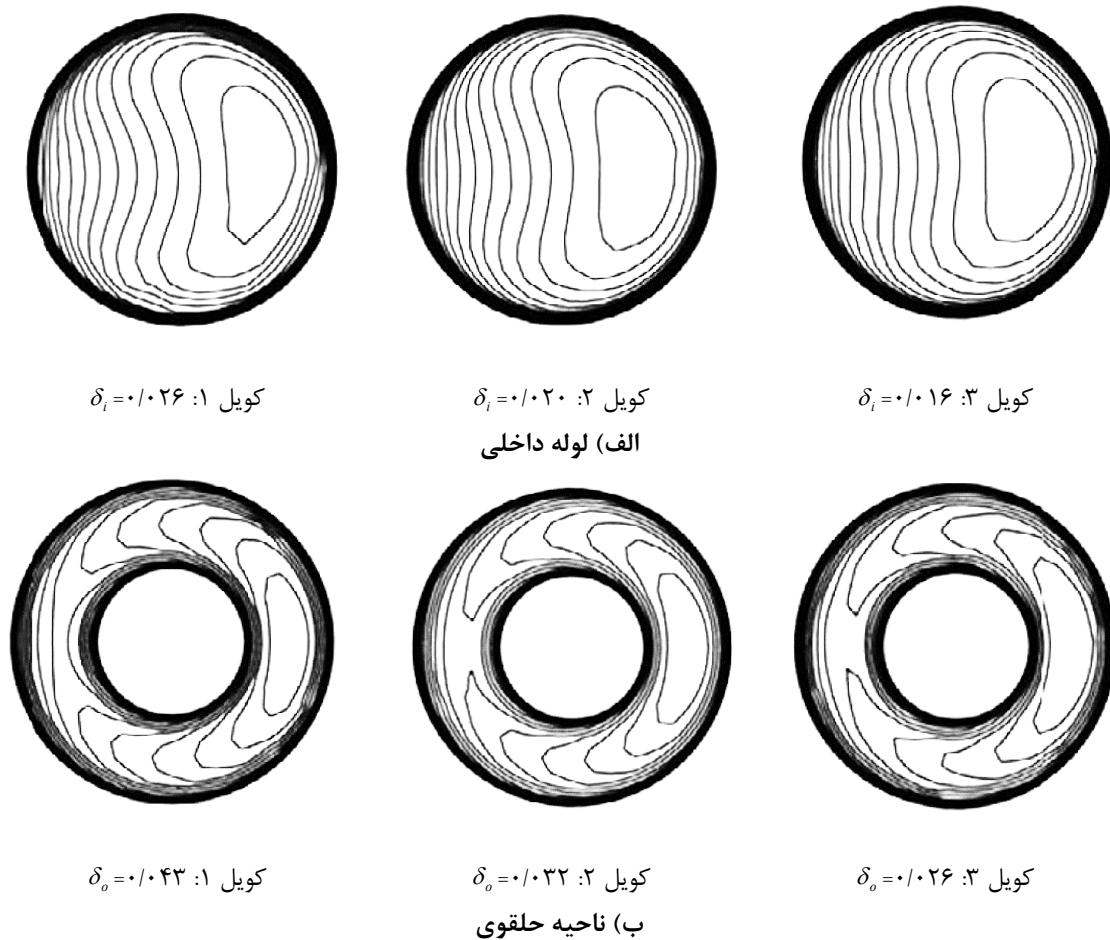 کویل ۱: δi=۰/۰۲۶
کویل ۲: δi=۰/۰۲۰
کویل ۳: δi=۰/۰۱۶
الف) لوله داخلی
کویل ۱: δo=۰/۰۴۳
کویل ۲: δo=۰/۰۳۲
کویل ۳: δo=۰/۰۲۶
ب) ناحیه حلقوی